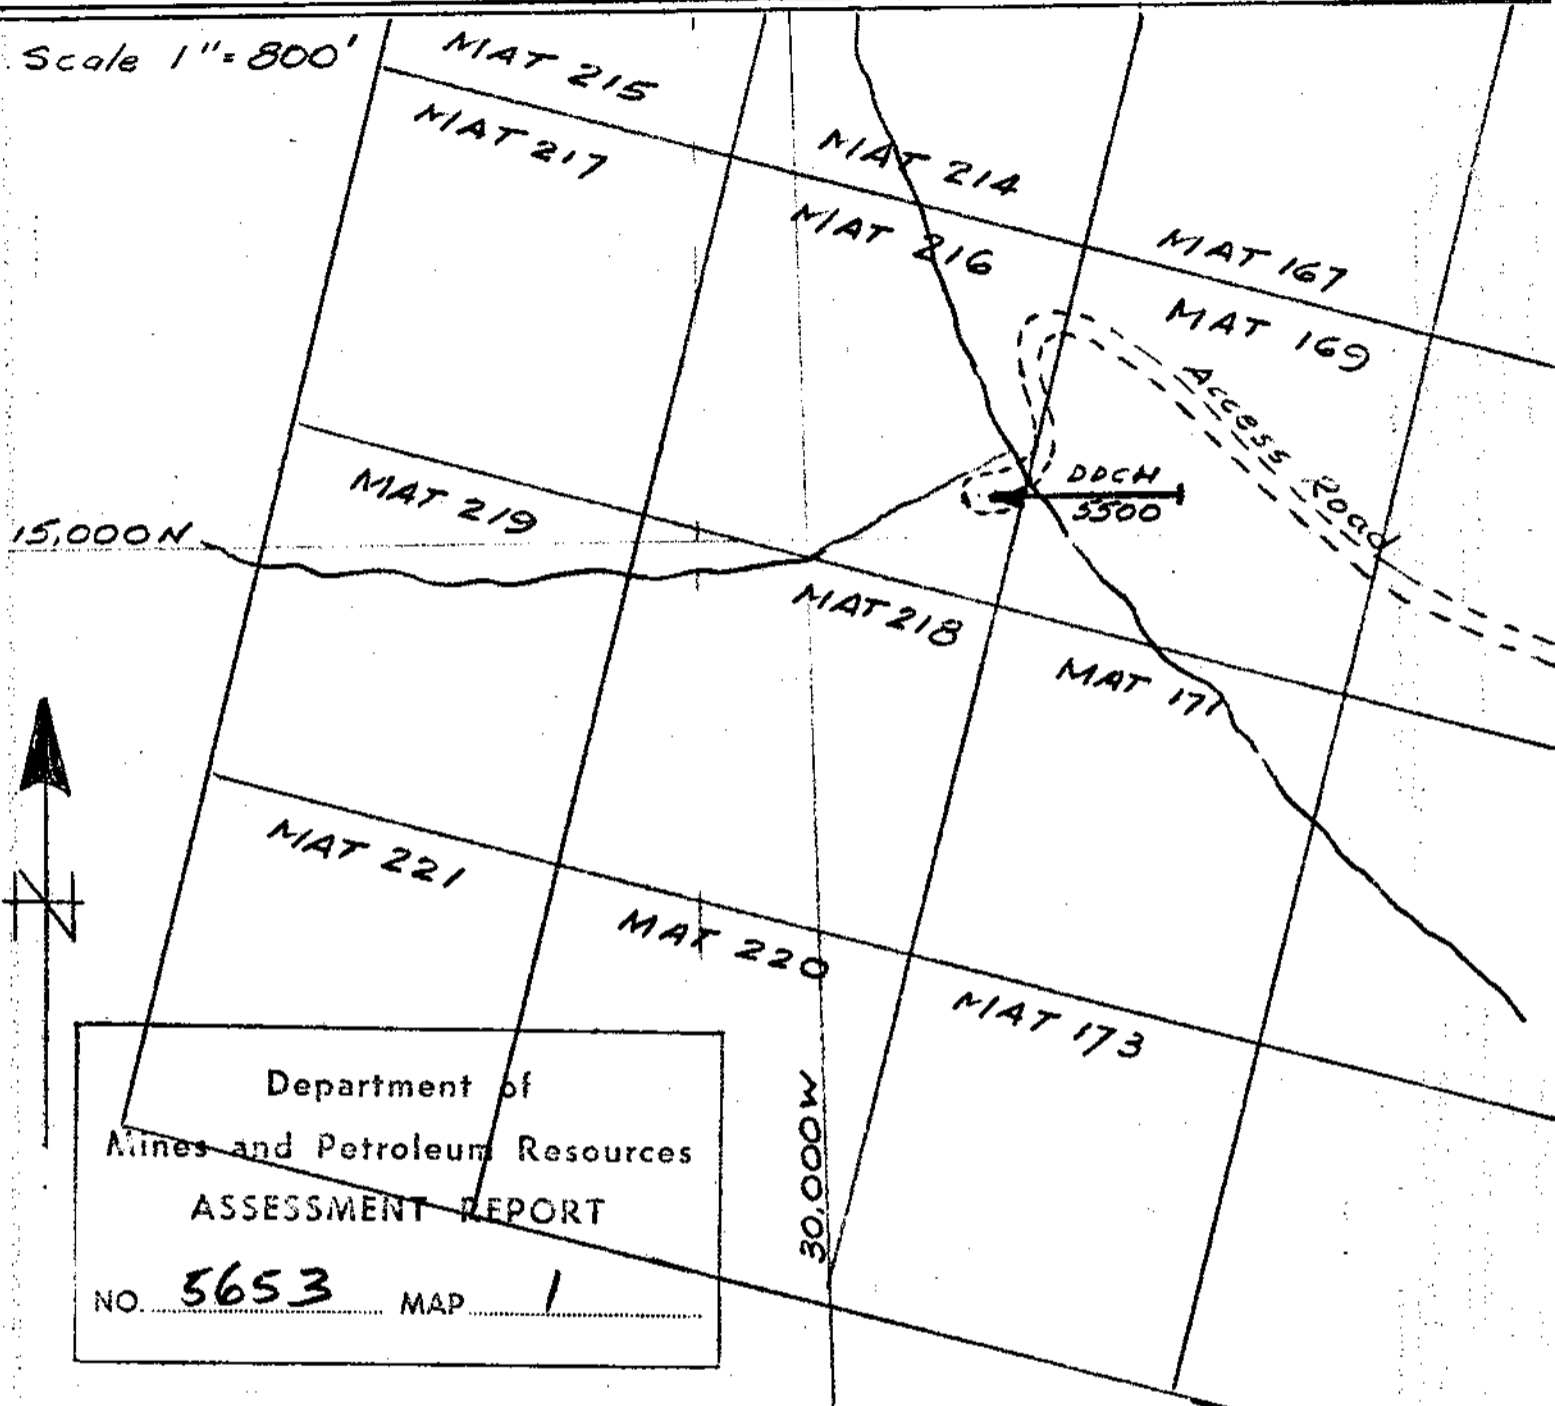 Scale 1"=800'
MAT 215
MAT 217
MAT 214
MAT 216
MAT 167
MAT 169
Access Road
DDCH
5500
MAT 219
15,000N
MAT 218
MAT 171
MAT 221
MAT 220
MAT 173
N
30,000W
Department of
Mines and Petroleum Resources
ASSESSMENT REPORT
NO. 5653 MAP 1